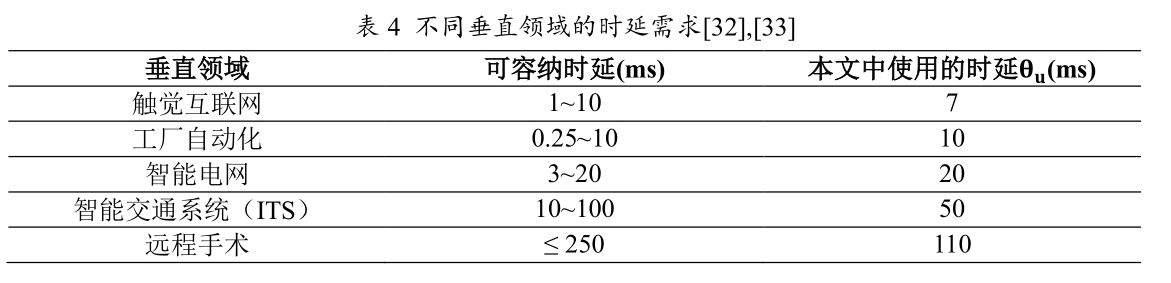 表 4 不同垂直领域的时延需求[32],[33]
垂直领域 可容纳时延(ms) 本文中使用的时延θu(ms)
触觉互联网 1~10 7
工厂自动化 0.25~10 10
智能电网 3~20 20
智能交通系统（ITS） 10~100 50
远程手术 ≤ 250 110